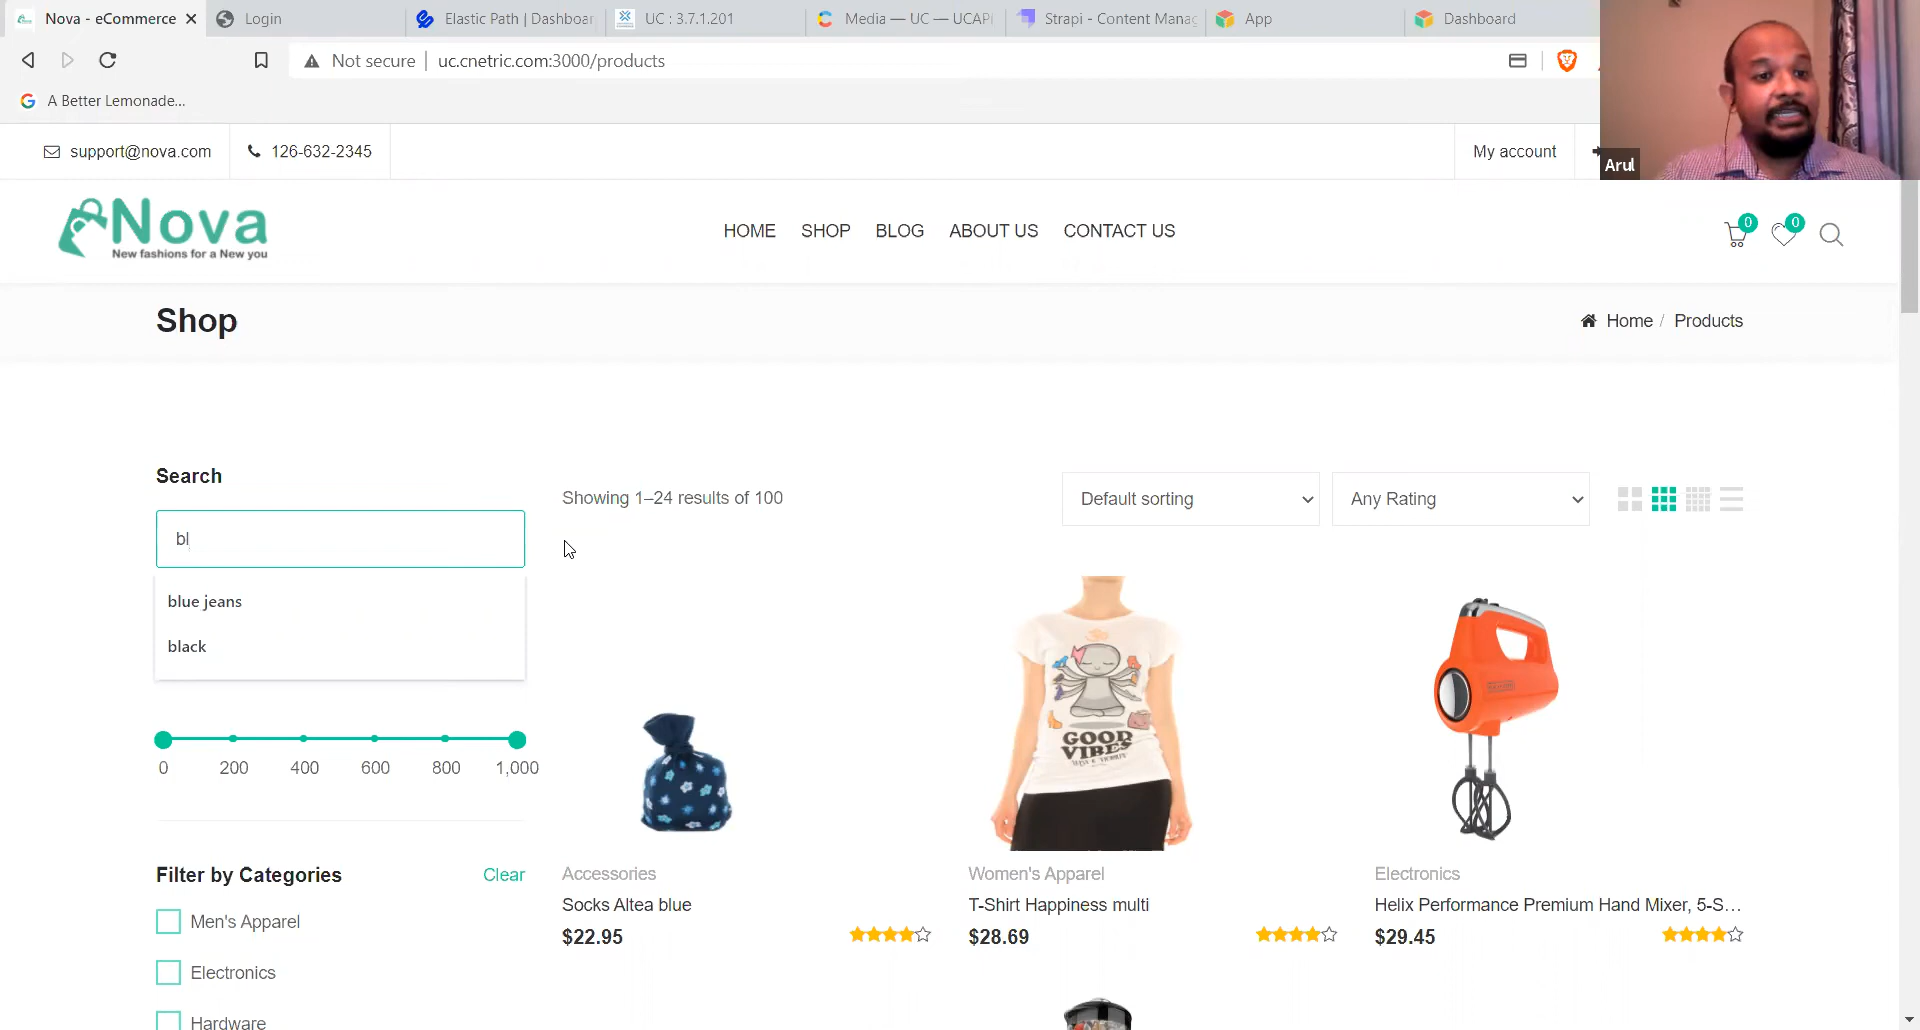 Nova - eCommerce
Login
Elastic Path | Dashboar
UC : 3.7.1.201
Media — UC — UCAPI
Strapi - Content Manag
App
Dashboard
Not secure
uc.cnetric.com:3000/products
A Better Lemonade...
support@nova.com
126-632-2345
My account
Arul
Nova
New fashions for a New you
HOME
SHOP
BLOG
ABOUT US
CONTACT US
0
0
Shop
Home / Products
Search
bl
blue jeans
black
0
200
400
600
800
1,000
Filter by Categories
Clear
Men's Apparel
Electronics
Hardware
Showing 1–24 results of 100
Default sorting
Any Rating
GOOD
VIBES
Accessories
Socks Altea blue
$22.95
Women's Apparel
T-Shirt Happiness multi
$28.69
Electronics
Helix Performance Premium Hand Mixer, 5-S...
$29.45